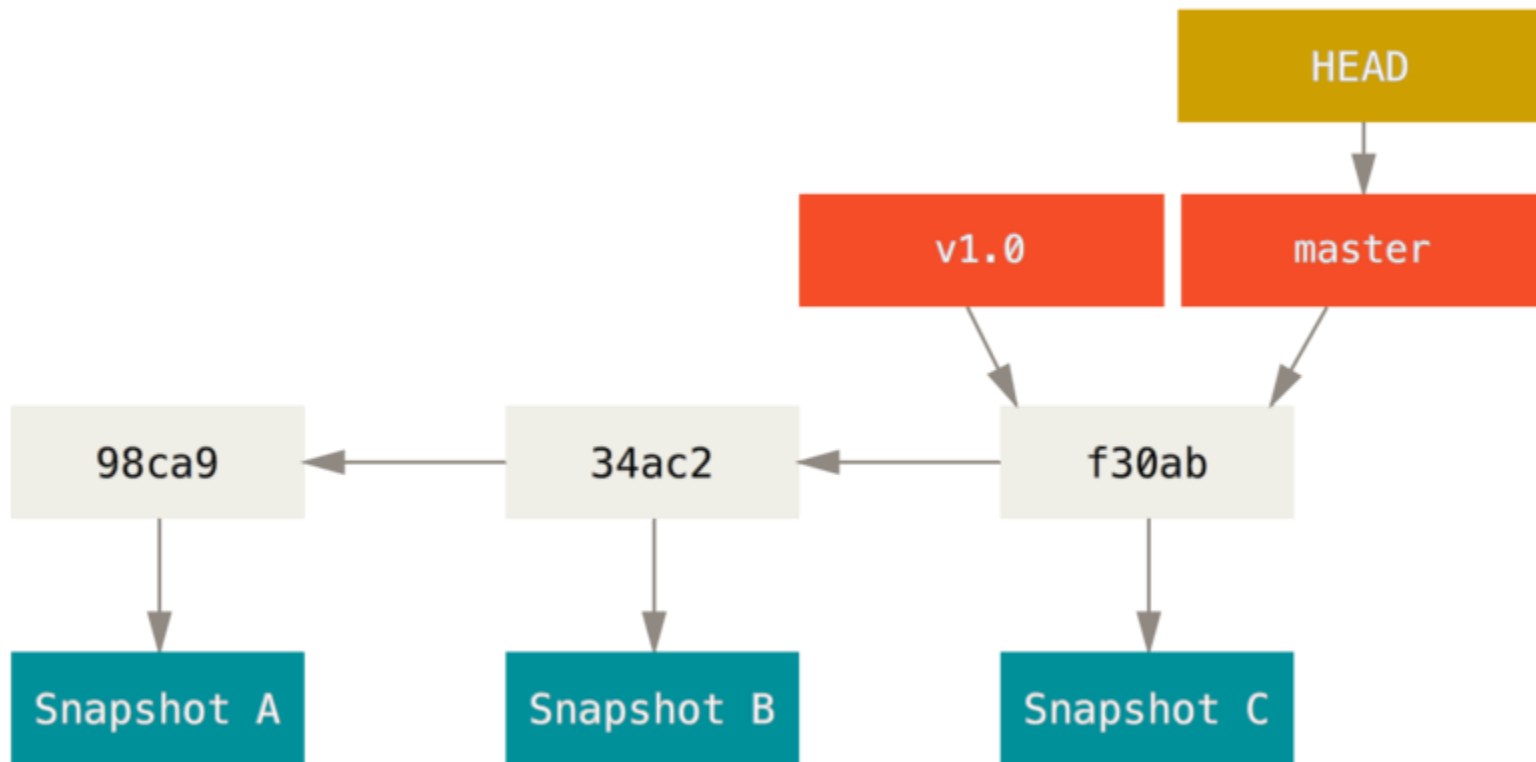 HEAD
v1.0
master
98ca9
34ac2
f30ab
Snapshot A
Snapshot B
Snapshot C